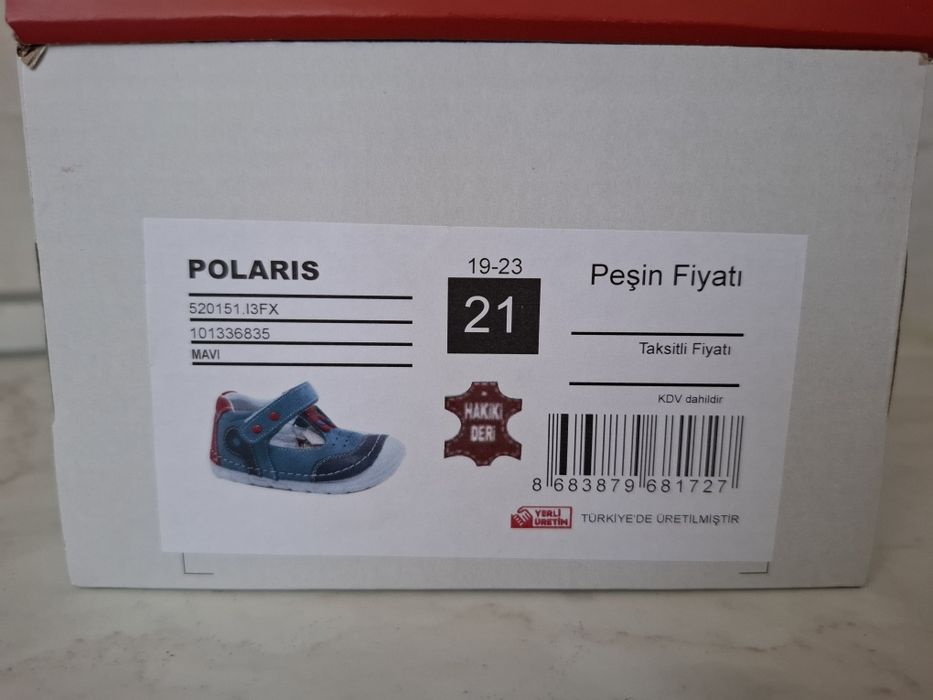 POLARIS
520151.I3FX
101336835
MAVI
19-23
21
Peşin Fiyatı
Taksitli Fiyatı
KDV dahildir
HAKİKİ
DERİ
8 683879 681727
YERLİ
ÜRETİM
TÜRKİYE'DE ÜRETİLMİŞTİR